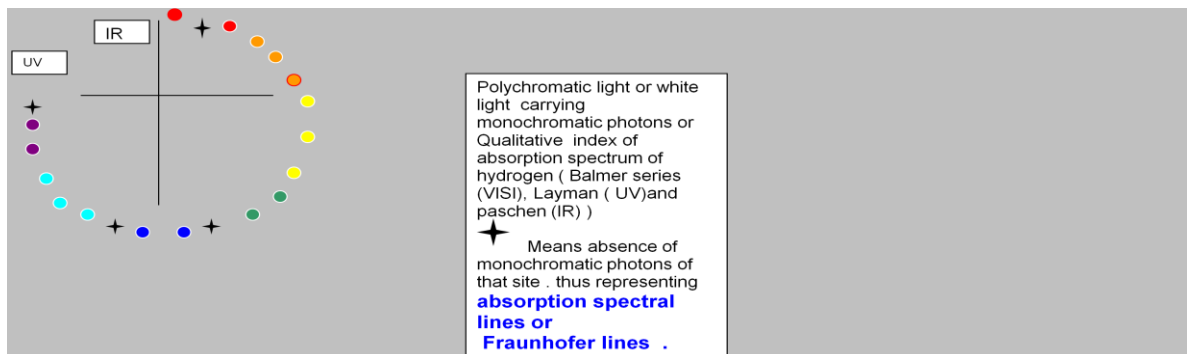 IR
UV
Polychromatic light or white
light carrying
monochromatic photons or
Qualitative index of
absorption spectrum of
hydrogen ( Balmer series
(VISI), Layman ( UV)and
paschen (IR) )
Means absence of
monochromatic photons of
that site . thus representing
absorption spectral
lines or
Fraunhofer lines .